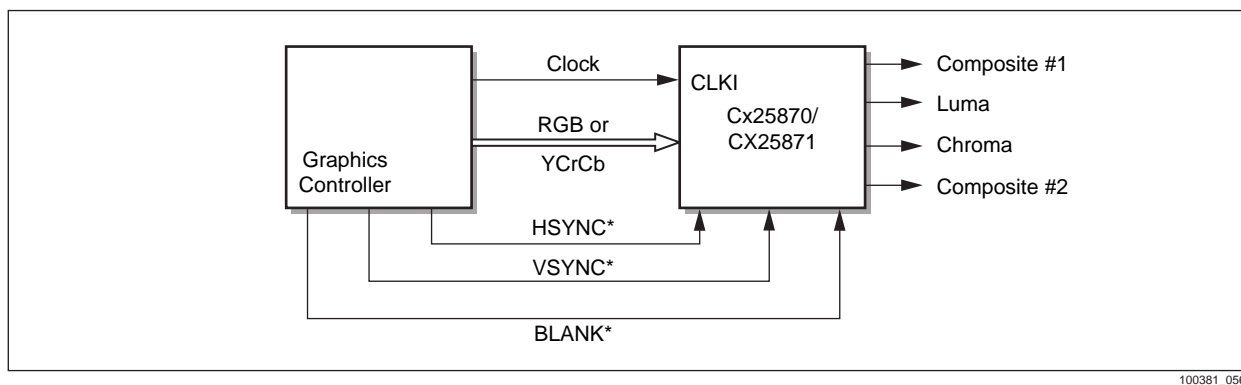 Clock
RGB or
YCrCb
Graphics
Controller
CLKI
Cx25870/
CX25871
Composite #1
Luma
Chroma
Composite #2
HSYNC*
VSYNC*
BLANK*